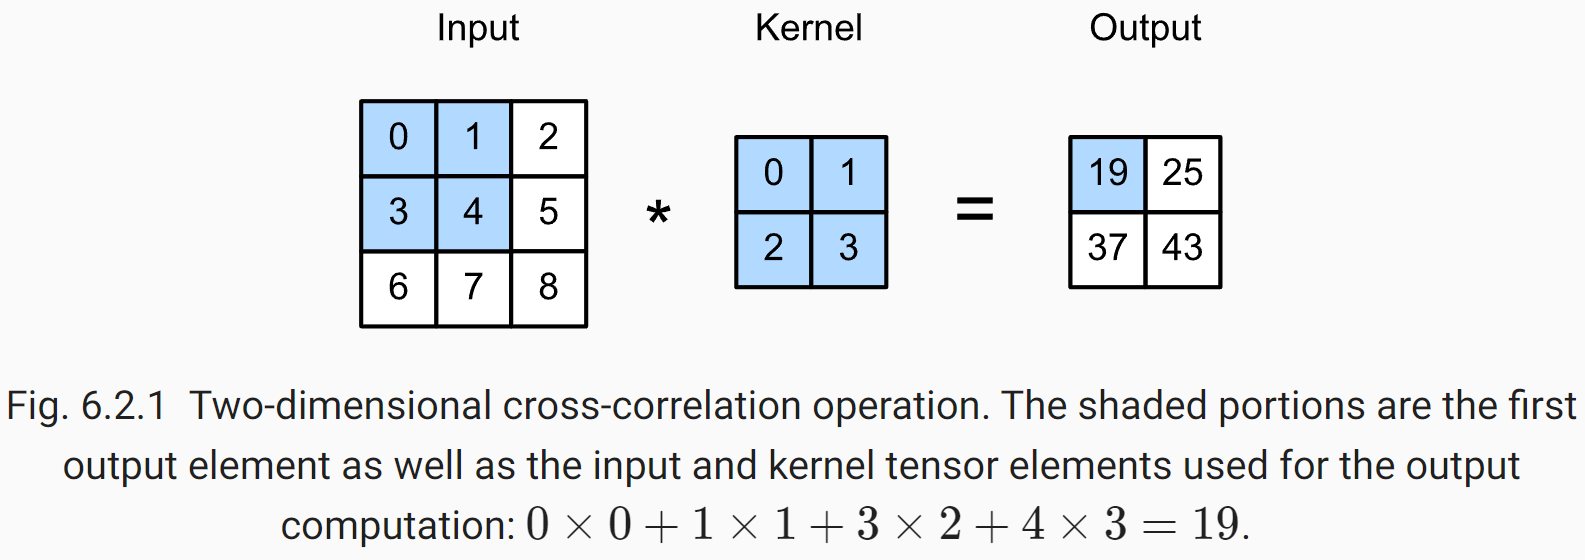 Input Kernel Output
0 1 2
3 4 5
6 7 8
*
0 1
2 3
=
19 25
37 43
Fig. 6.2.1 Two-dimensional cross-correlation operation. The shaded portions are the first
output element as well as the input and kernel tensor elements used for the output
computation: 0 × 0 + 1 × 1 + 3 × 2 + 4 × 3 = 19.